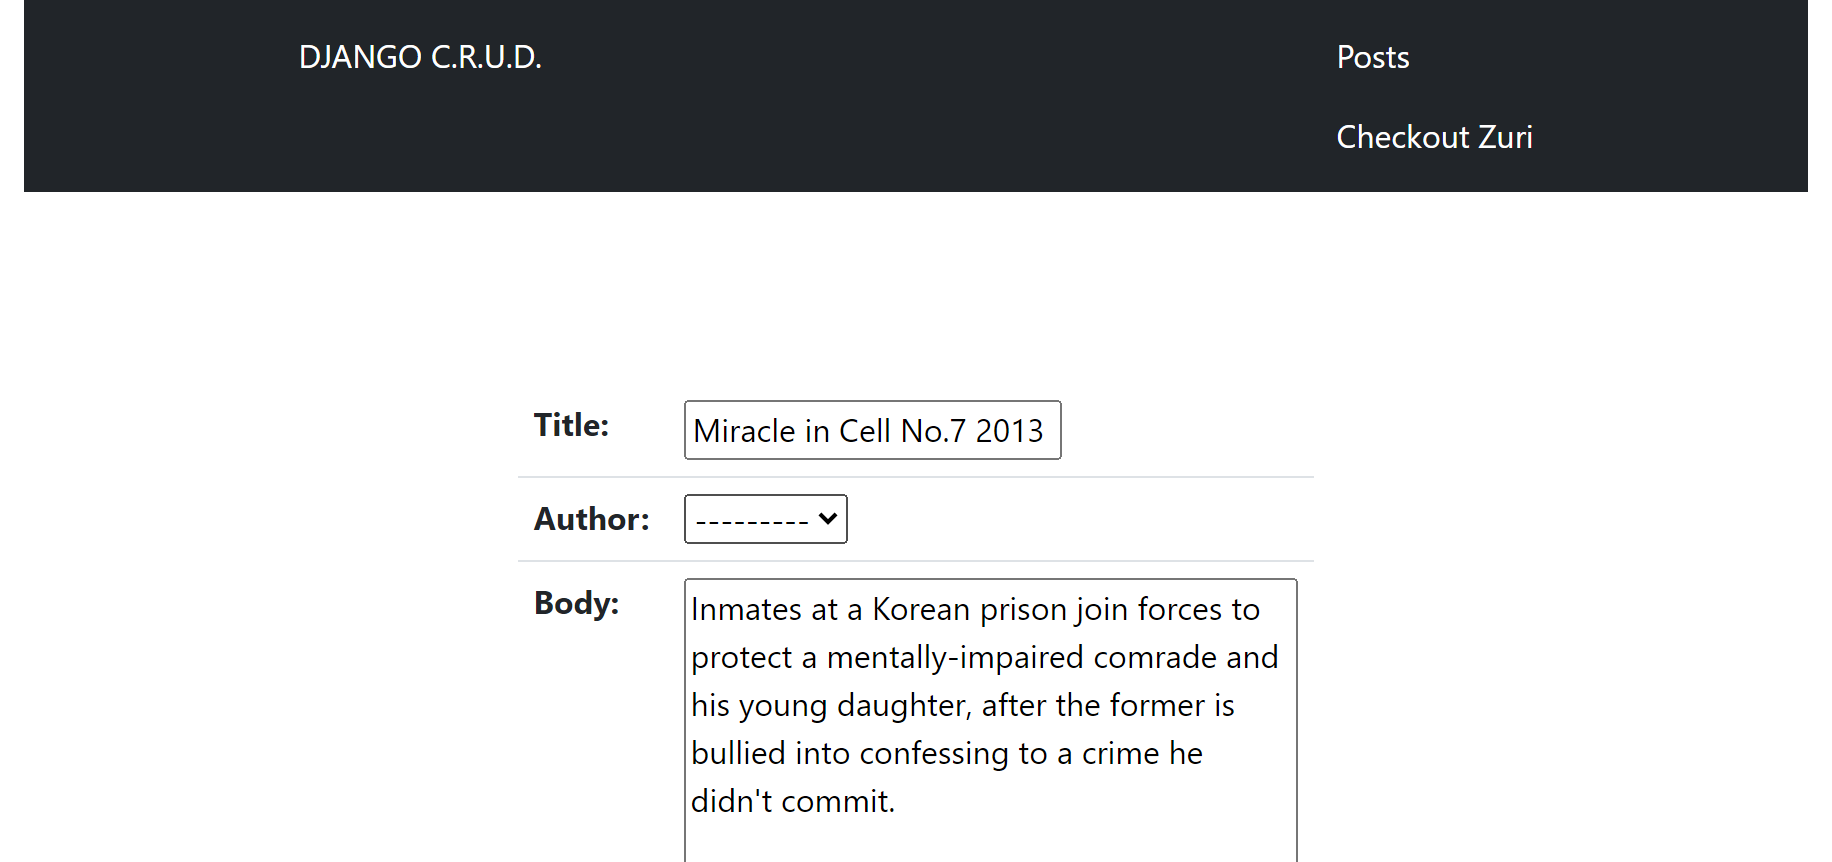 DJANGO C.R.U.D.
Posts
Checkout Zuri
Title:
Miracle in Cell No.7 2013
Author:
---------
Body:
Inmates at a Korean prison join forces to
protect a mentally-impaired comrade and
his young daughter, after the former is
bullied into confessing to a crime he
didn't commit.